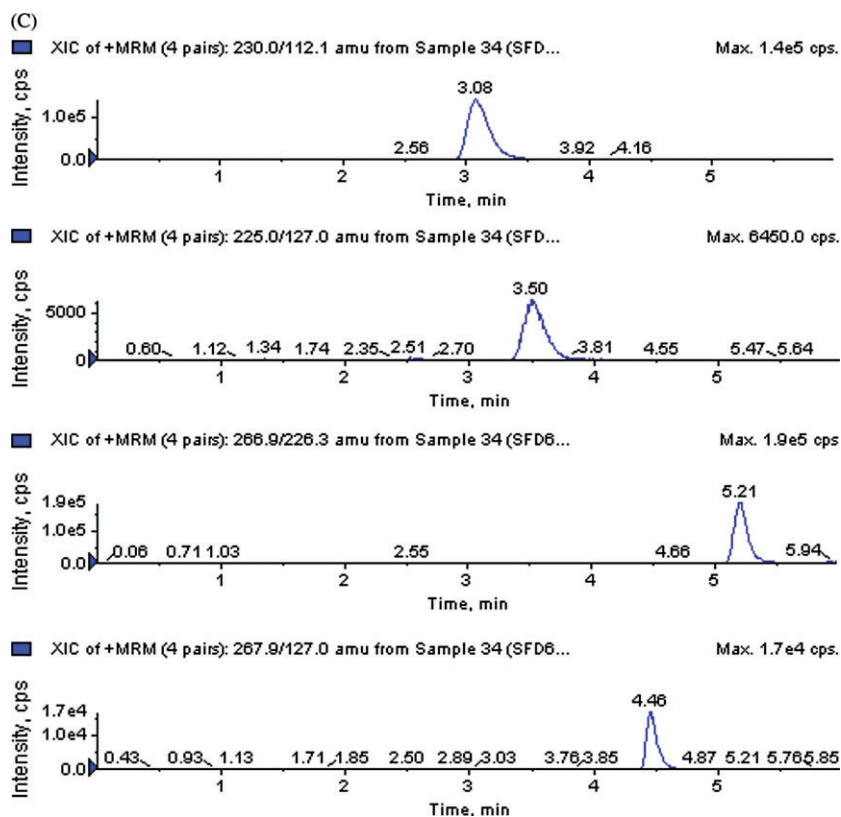 (C)
XIC of +MRM (4 pairs): 230.0/112.1 amu from Sample 34 (SFD... Max. 1.4e5 cps.
Intensity, cps
1.0e5
0.0
3.08
2.56 3.92 4.16
1 2 3 4 5
Time, min
XIC of +MRM (4 pairs): 225.0/127.0 amu from Sample 34 (SFD... Max. 6450.0 cps.
Intensity, cps
5000
0
3.50
0.60 1.12 1.34 1.74 2.35 2.51 2.70 3.81 4.55 5.47 5.64
1 2 3 4 5
Time, min
XIC of +MRM (4 pairs): 266.9/226.3 amu from Sample 34 (SFD6... Max. 1.9e5 cps
Intensity, cps
1.9e5
1.0e5
0.0
5.21
0.06 0.71 1.03 2.55 4.66 5.94
1 2 3 4 5
Time, min
XIC of +MRM (4 pairs): 267.9/127.0 amu from Sample 34 (SFD6... Max. 1.7e4 cps.
Intensity, cps
1.7e4
1.0e4
0.0
4.46
0.43 0.93 1.13 1.71 1.85 2.50 2.89 3.03 3.76 3.85 4.87 5.21 5.76 5.85
1 2 3 4 5
Time, min